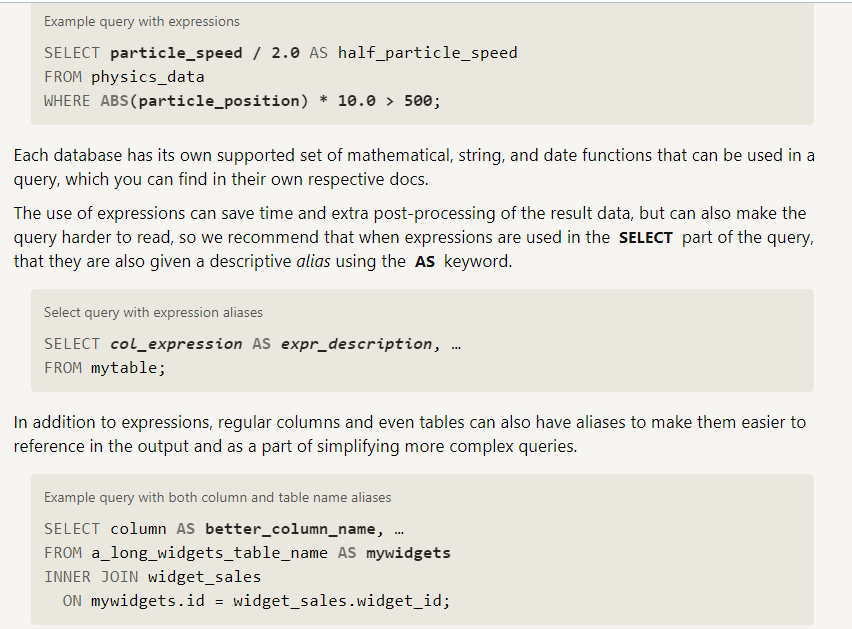 Example query with expressions
SELECT particle_speed / 2.0 AS half_particle_speed
FROM physics_data
WHERE ABS(particle_position) * 10.0 > 500;
Each database has its own supported set of mathematical, string, and date functions that can be used in a
query, which you can find in their own respective docs.
The use of expressions can save time and extra post-processing of the result data, but can also make the
query harder to read, so we recommend that when expressions are used in the SELECT part of the query,
that they are also given a descriptive alias using the AS keyword.
Select query with expression aliases
SELECT col_expression AS expr_description, …
FROM mytable;
In addition to expressions, regular columns and even tables can also have aliases to make them easier to
reference in the output and as a part of simplifying more complex queries.
Example query with both column and table name aliases
SELECT column AS better_column_name, …
FROM a_long_widgets_table_name AS mywidgets
INNER JOIN widget_sales
  ON mywidgets.id = widget_sales.widget_id;